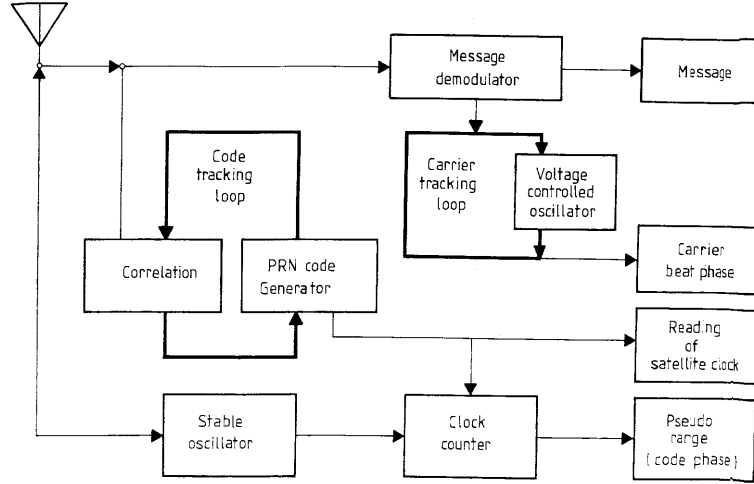 Message
demodulator
Message
Code
tracking
loop
Carrier
tracking
loop
Voltage
controlled
oscillator
Correlation
PRN code
Generator
Carrier
beat phase
Reading
of
satellite clock
Stable
oscillator
Clock
counter
Pseudo
range
(code phase)